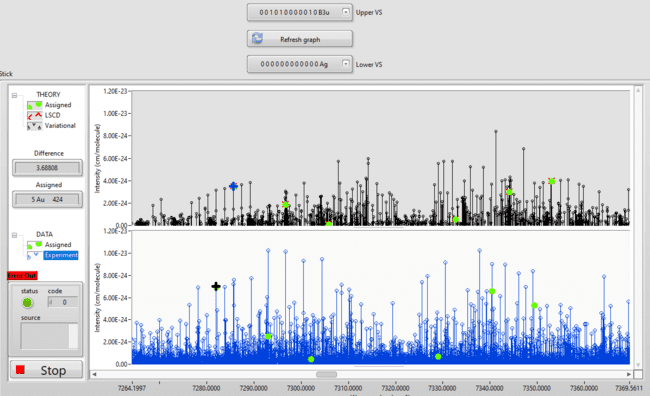 001010000010B3u Upper VS
Refresh graph
000000000000Ag Lower VS
Stick
THEORY
Assigned
LSCD
Variational
Difference
3.68808
Assigned
5 Au 424
DATA
Assigned
Experiment
Error Out
status code
0
source
Stop
Intensity (cm/molecule)
1.20E-23
1.00E-23
8.00E-24
6.00E-24
4.00E-24
2.00E-24
0.00
Intensity (cm/molecule)
1.20E-23
1.00E-23
8.00E-24
6.00E-24
4.00E-24
2.00E-24
0.00
7264.1997 7280.0000 7290.0000 7300.0000 7310.0000 7320.0000 7330.0000 7340.0000 7350.0000 7360.0000 7369.5611